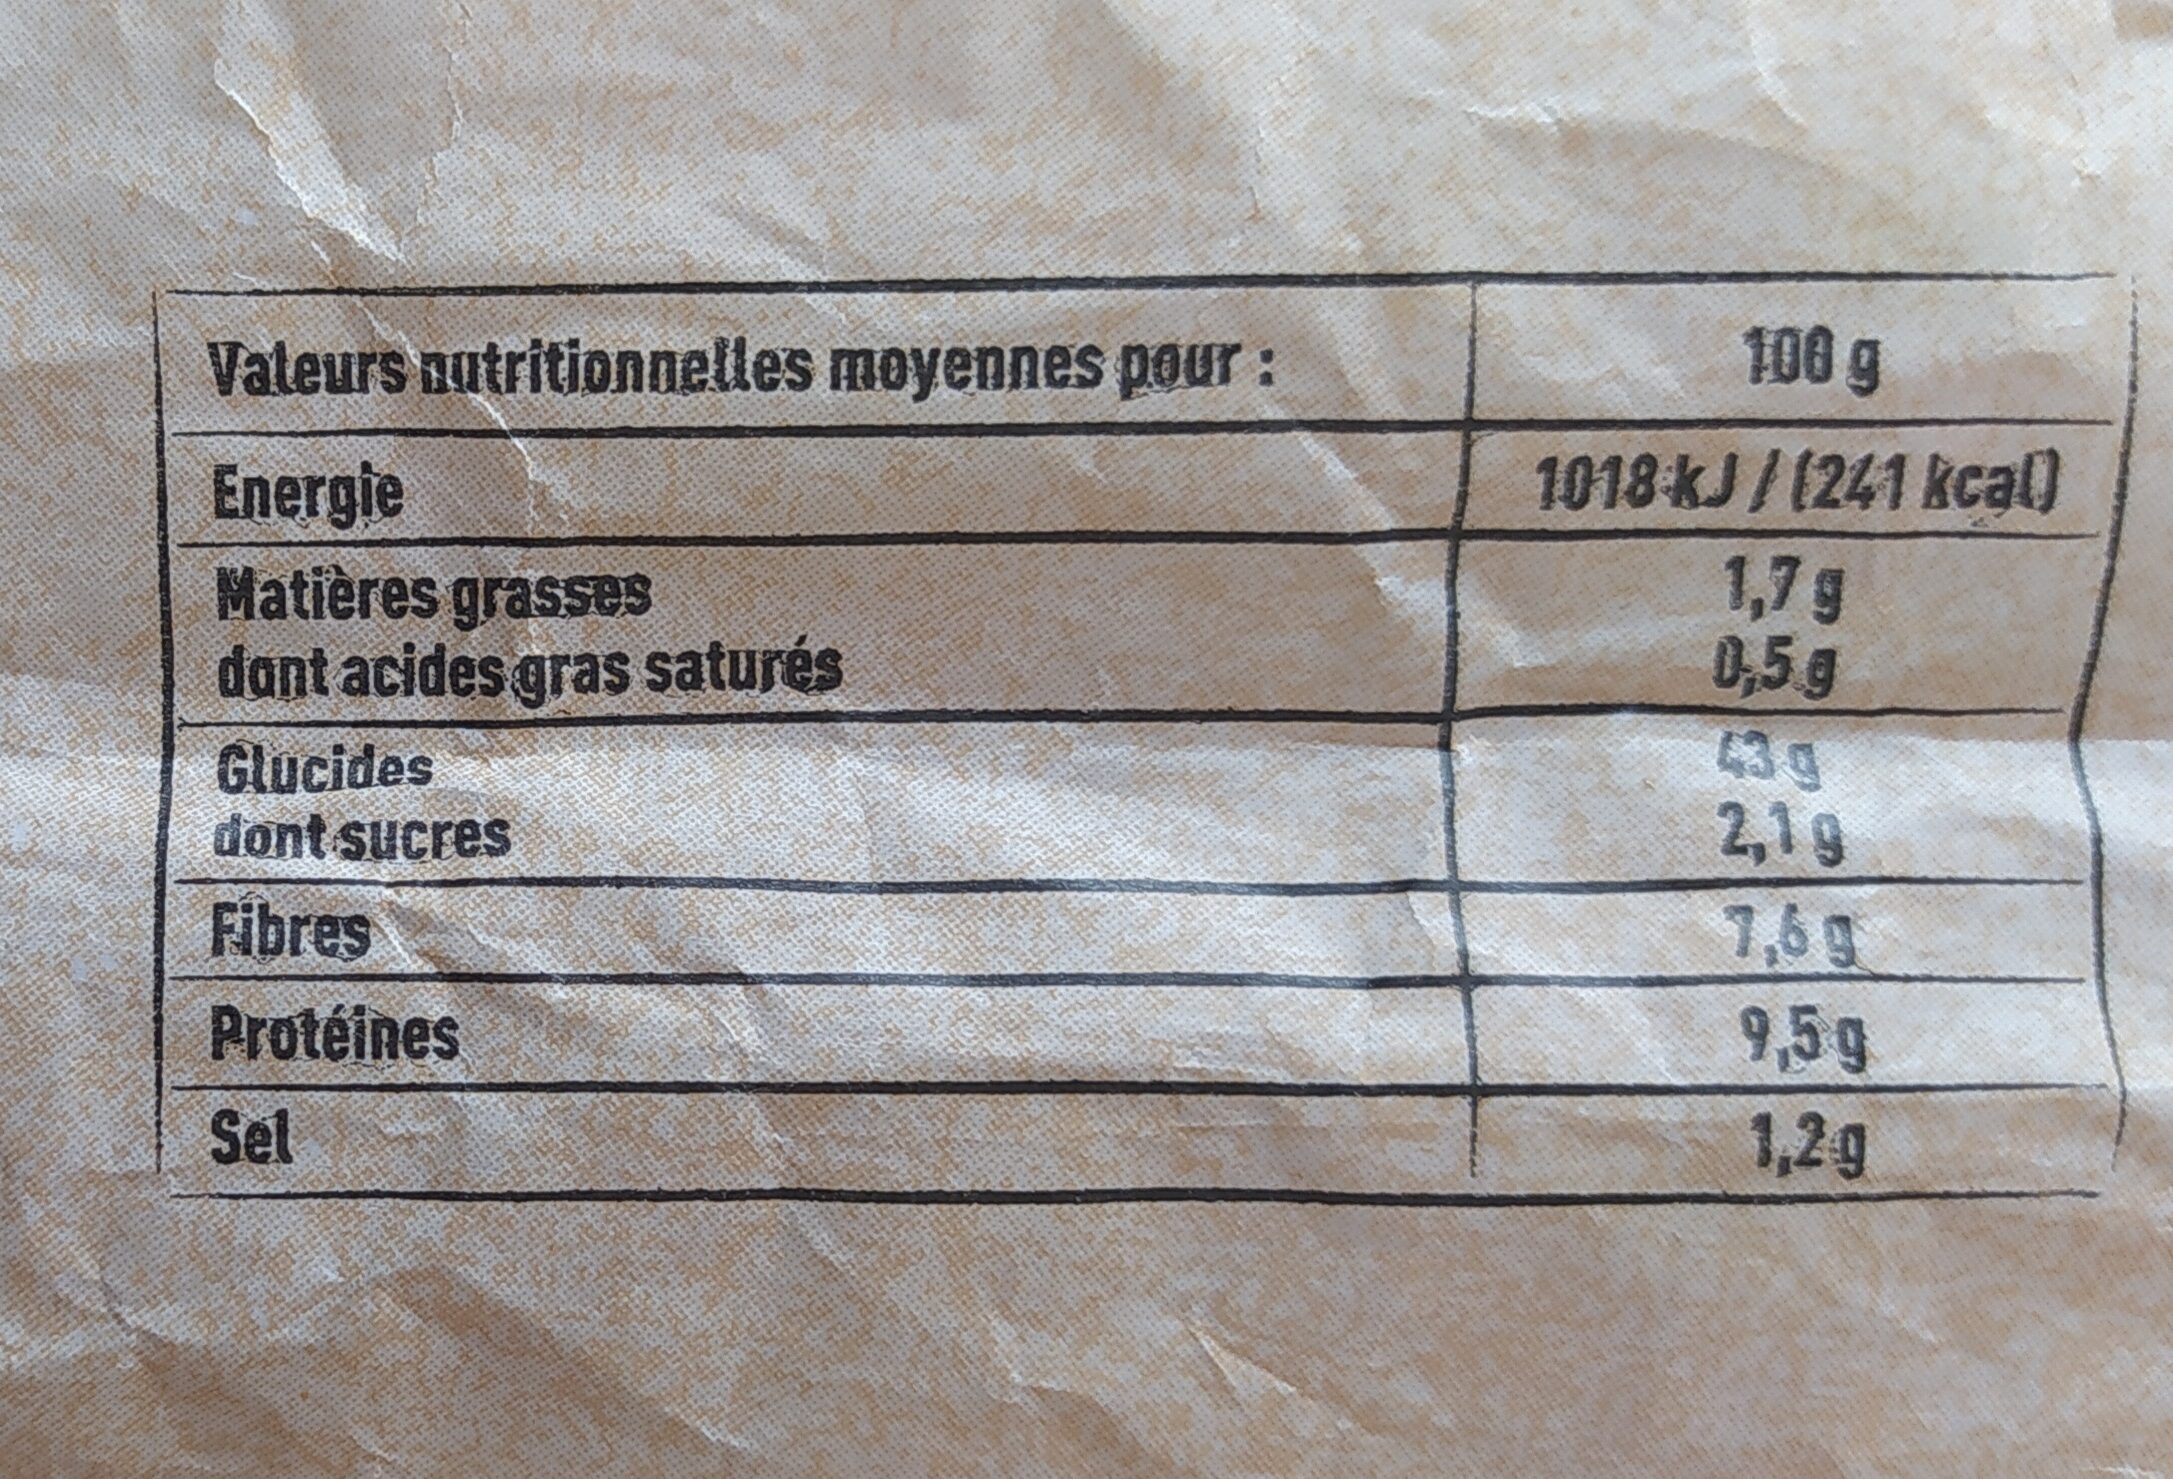 Valeurs nutritionnelles moyennes pour : 100 g
Energie 1018 kJ / (241 kcal)
Matières grasses 1,7 g
dont acides gras saturés 0,5 g
Glucides 43 g
dont sucres 2,1 g
Fibres 7,6 g
Protéines 9,5 g
Sel 1,2 g